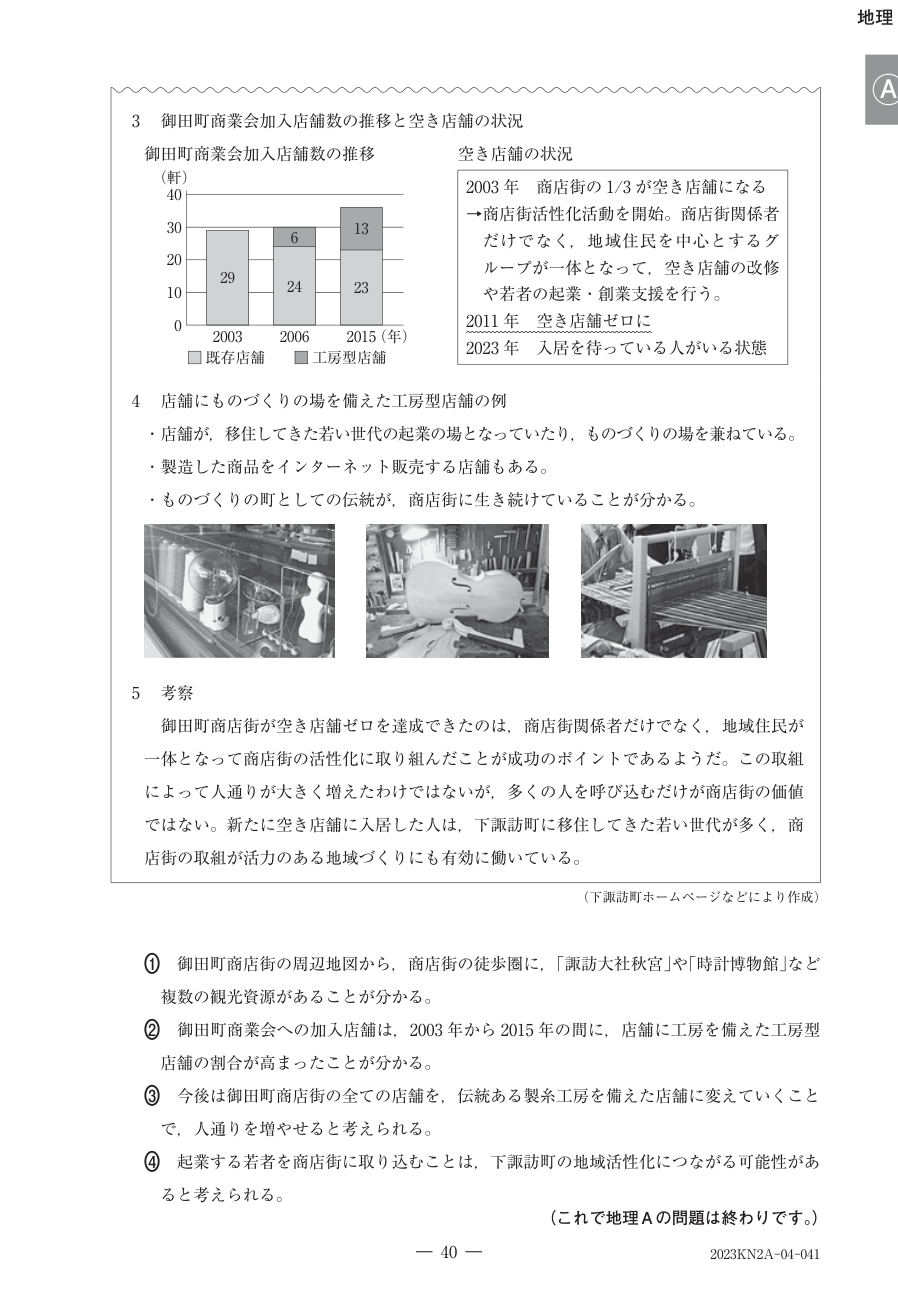 地理
Ⓐ
3　御田町商業会加入店舗数の推移と空き店舗の状況
御田町商業会加入店舗数の推移
（軒）
40
30
20
10
0
29
6
24
13
23
2003
2006
2015（年）
既存店舗
工房型店舗
空き店舗の状況
2003 年　商店街の 1/3 が空き店舗になる
→商店街活性化活動を開始。商店街関係者
だけでなく，地域住民を中心とするグ
ループが一体となって，空き店舗の改修
や若者の起業・創業支援を行う。
2011 年　空き店舗ゼロに
2023 年　入居を待っている人がいる状態
4　店舗にものづくりの場を備えた工房型店舗の例
・店舗が，移住してきた若い世代の起業の場となっていたり，ものづくりの場を兼ねている。
・製造した商品をインターネット販売する店舗もある。
・ものづくりの町としての伝統が，商店街に生き続けていることが分かる。
5　考察
御田町商店街が空き店舗ゼロを達成できたのは，商店街関係者だけでなく，地域住民が
一体となって商店街の活性化に取り組んだことが成功のポイントであるようだ。この取組
によって人通りが大きく増えたわけではないが，多くの人を呼び込むだけが商店街の価値
ではない。新たに空き店舗に入居した人は，下諏訪町に移住してきた若い世代が多く，商
店街の取組が活力のある地域づくりにも有効に働いている。
（下諏訪町ホームページなどにより作成）
①　御田町商店街の周辺地図から，商店街の徒歩圏に，「諏訪大社秋宮」や「時計博物館」など
複数の観光資源があることが分かる。
②　御田町商業会への加入店舗は，2003 年から 2015 年の間に，店舗に工房を備えた工房型
店舗の割合が高まったことが分かる。
③　今後は御田町商店街の全ての店舗を，伝統ある製糸工房を備えた店舗に変えていくこと
で，人通りを増やせると考えられる。
④　起業する若者を商店街に取り込むことは，下諏訪町の地域活性化につながる可能性があ
ると考えられる。
（これで地理Ａの問題は終わりです。）
― 40 ―
2023KN2A-04-041